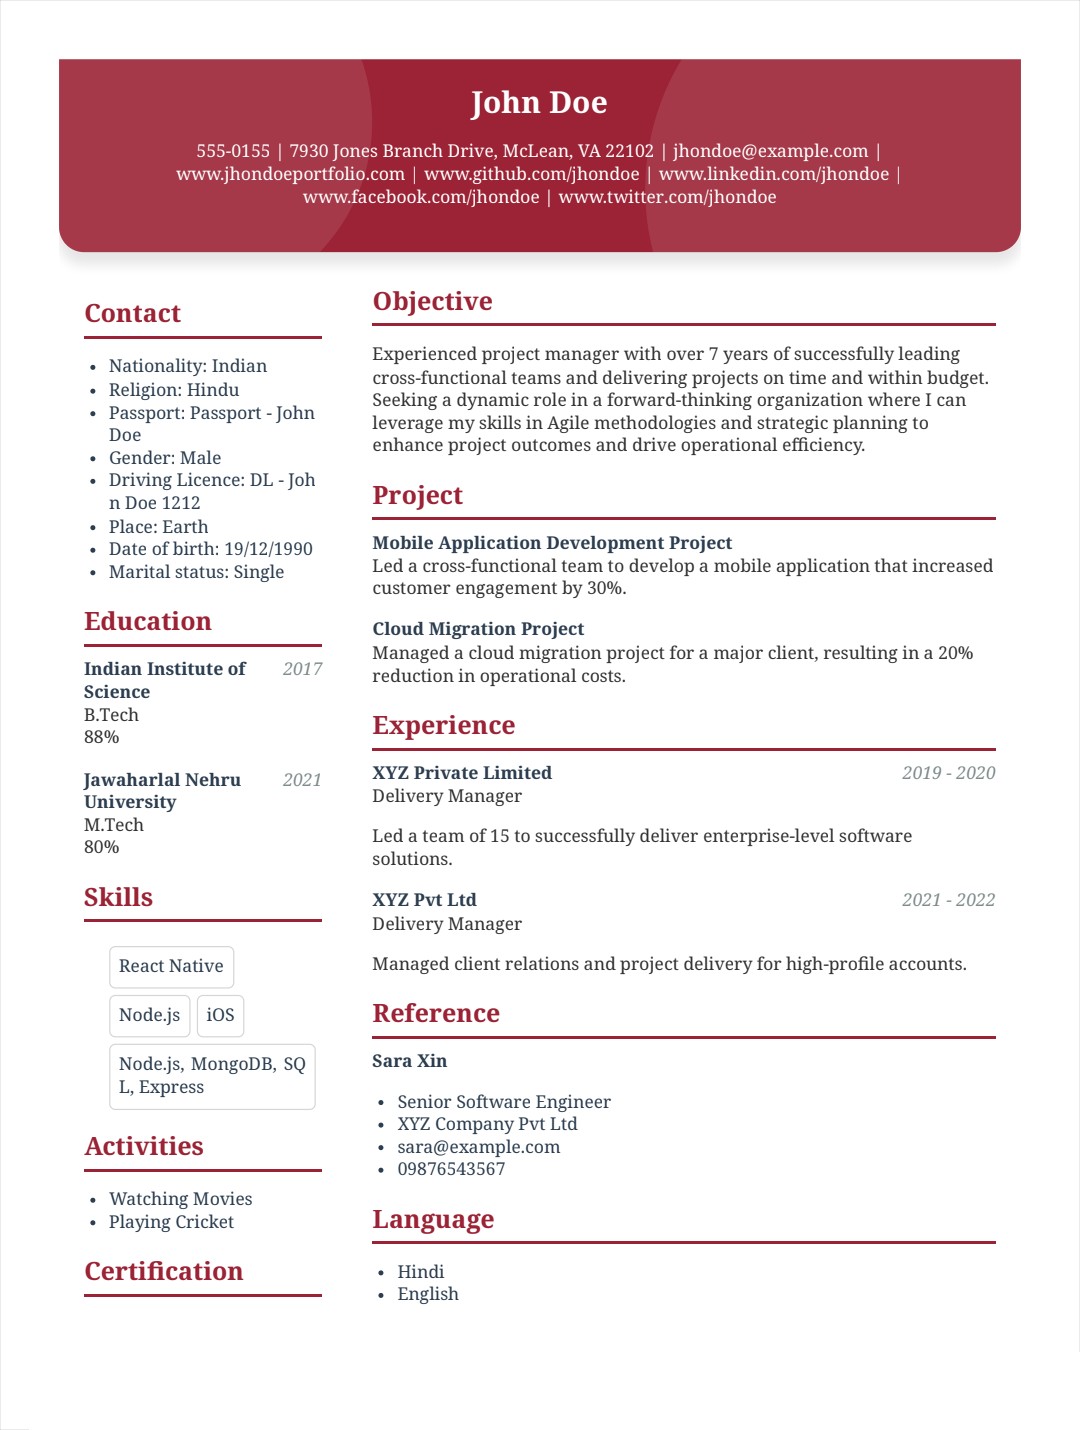 John Doe
555-0155 | 7930 Jones Branch Drive, McLean, VA 22102 | jhondoe@example.com |
www.jhondoeportfolio.com | www.github.com/jhondoe | www.linkedin.com/jhondoe |
www.facebook.com/jhondoe | www.twitter.com/jhondoe
Contact
• Nationality: Indian
• Religion: Hindu
• Passport: Passport - John
Doe
• Gender: Male
• Driving Licence: DL - Joh
n Doe 1212
• Place: Earth
• Date of birth: 19/12/1990
• Marital status: Single
Education
Indian Institute of 2017
Science
B.Tech
88%
Jawaharlal Nehru 2021
University
M.Tech
80%
Skills
React Native
Node.js iOS
Node.js, MongoDB, SQ
L, Express
Activities
• Watching Movies
• Playing Cricket
Certification
Objective
Experienced project manager with over 7 years of successfully leading
cross-functional teams and delivering projects on time and within budget.
Seeking a dynamic role in a forward-thinking organization where I can
leverage my skills in Agile methodologies and strategic planning to
enhance project outcomes and drive operational efficiency.
Project
Mobile Application Development Project
Led a cross-functional team to develop a mobile application that increased
customer engagement by 30%.
Cloud Migration Project
Managed a cloud migration project for a major client, resulting in a 20%
reduction in operational costs.
Experience
XYZ Private Limited 2019 - 2020
Delivery Manager
Led a team of 15 to successfully deliver enterprise-level software
solutions.
XYZ Pvt Ltd 2021 - 2022
Delivery Manager
Managed client relations and project delivery for high-profile accounts.
Reference
Sara Xin
• Senior Software Engineer
• XYZ Company Pvt Ltd
• sara@example.com
• 09876543567
Language
• Hindi
• English